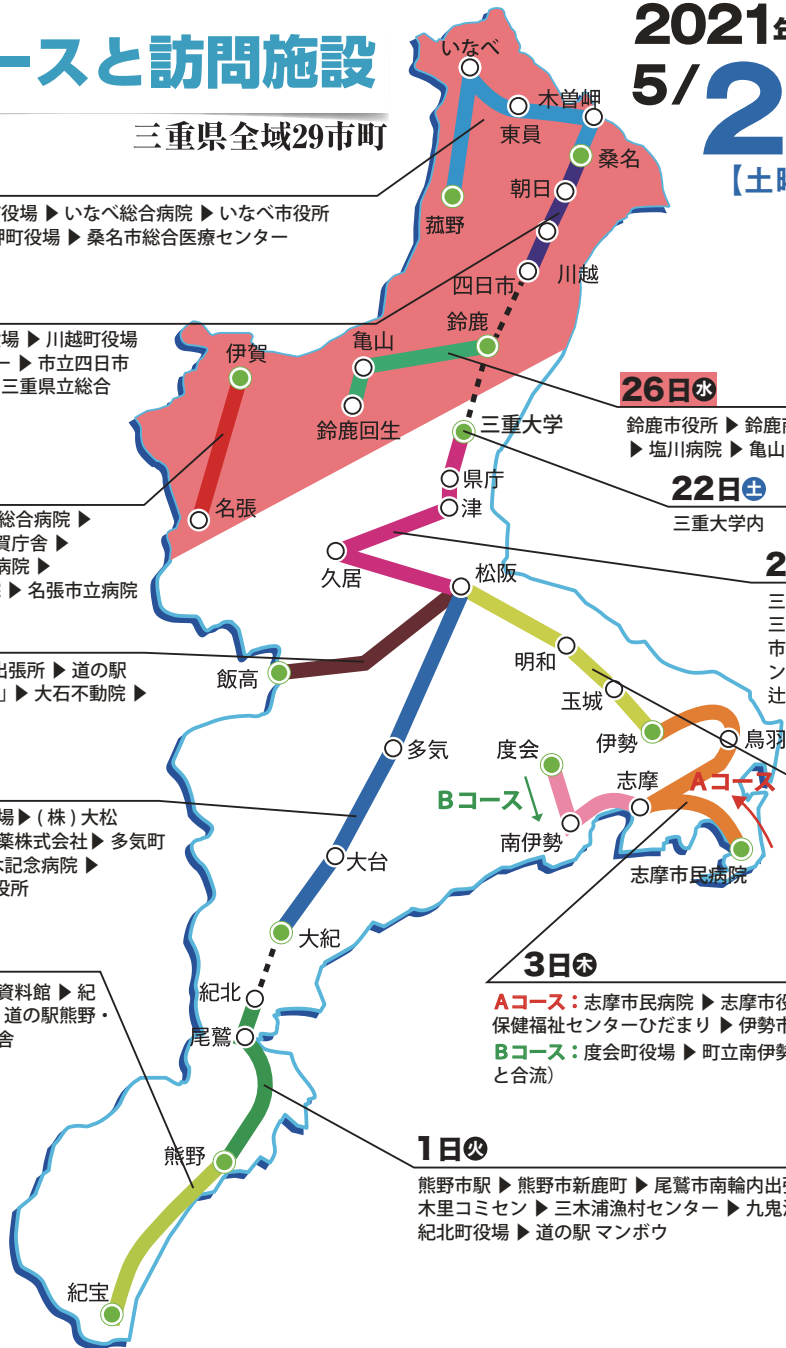 ースと訪問施設
三重県全域29市町
2021年
5/2
【土曜
役場 ▶ いなべ総合病院 ▶ いなべ市役所
岬町役場 ▶ 桑名市総合医療センター
役場 ▶ 川越町役場
ー ▶ 市立四日市
三重県立総合
総合病院 ▶
賀庁舎 ▶
病院 ▶
▶ 名張市立病院
出張所 ▶ 道の駅
」▶ 大石不動院 ▶
場▶ (株) 大松
薬株式会社▶ 多気町
木記念病院 ▶
役所
資料館 ▶ 紀
道の駅熊野・
舎
いなべ
木曽岬
東員
桑名
朝日
菰野
川越
四日市
鈴鹿
亀山
伊賀
鈴鹿回生
三重大学
県庁
津
名張
久居
松阪
飯高
明和
玉城
伊勢
鳥羽
度会
志摩
Aコース
Bコース
南伊勢
志摩市民病院
多気
大台
大紀
紀北
尾鷲
熊野
紀宝
26日水
鈴鹿市役所 ▶ 鈴鹿
▶ 塩川病院 ▶ 亀山
22日土
三重大学内
2
三
三
市
ン
辻
3日木
Aコース：志摩市民病院 ▶ 志摩市役
保健福祉センターひだまり ▶ 伊勢市
Bコース：度会町役場 ▶ 町立南伊勢
と合流）
1日火
熊野市駅 ▶ 熊野市新鹿町 ▶ 尾鷲市南輪内出張
木里コミセン ▶ 三木浦漁村センター ▶ 九鬼
紀北町役場 ▶ 道の駅 マンボウ